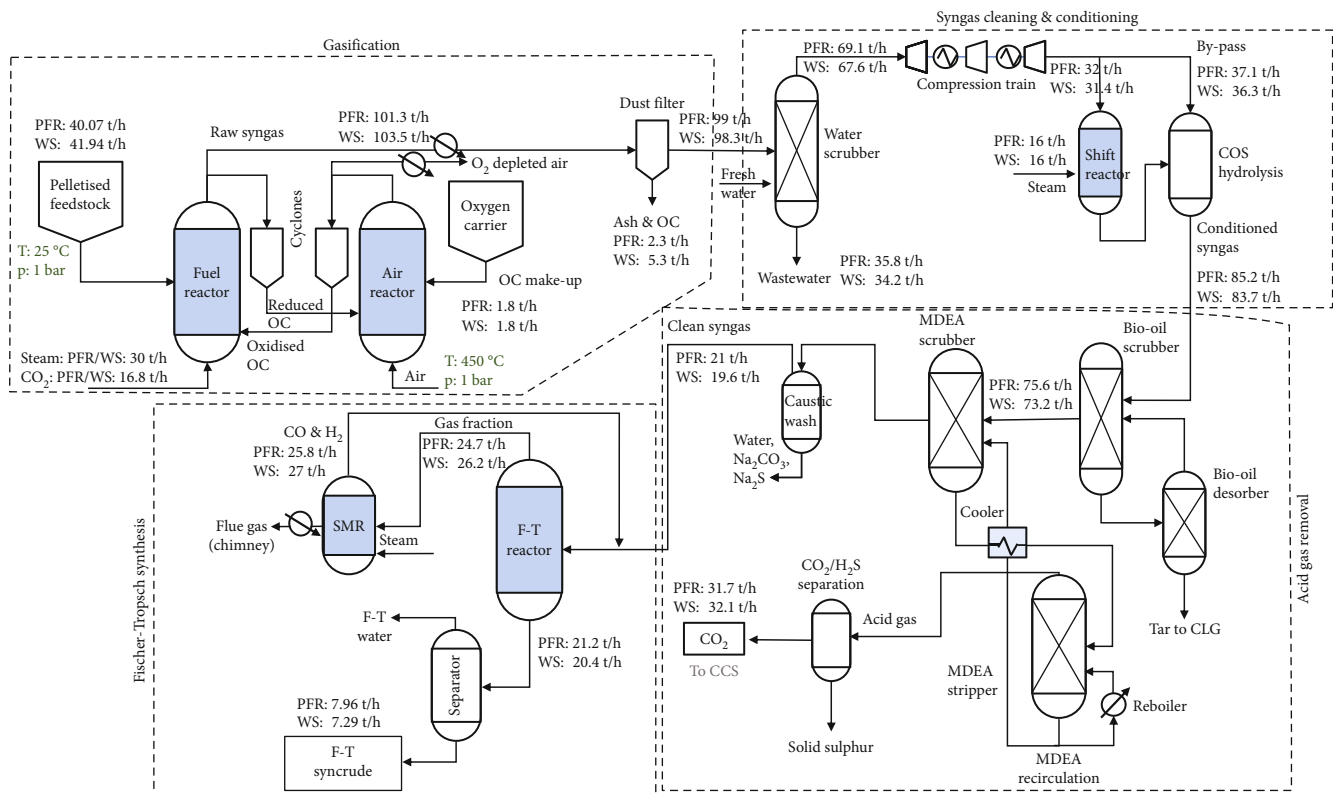 Gasification
PFR: 40.07 t/h
WS: 41.94 t/h
Pelletised
feedstock
T: 25 °C
p: 1 bar
Raw syngas
PFR: 101.3 t/h
WS: 103.5 t/h
O₂ depleted air
Cyclones
Fuel
reactor
Air
reactor
Oxygen
carrier
OC make-up
PFR: 1.8 t/h
WS: 1.8 t/h
Reduced
OC
Oxidised
OC
Steam: PFR/WS: 30 t/h
CO₂: PFR/WS: 16.8 t/h
Air
T: 450 °C
p: 1 bar
Dust filter
Ash & OC
PFR: 2.3 t/h
WS: 5.3 t/h
PFR: 99 t/h
WS: 98.3 t/h
Syngas cleaning & conditioning
PFR: 69.1 t/h
WS: 67.6 t/h
Compression train
Water
scrubber
Fresh
water
Wastewater
PFR: 35.8 t/h
WS: 34.2 t/h
PFR: 32 t/h
WS: 31.4 t/h
By-pass
PFR: 37.1 t/h
WS: 36.3 t/h
PFR: 16 t/h
WS: 16 t/h
Steam
Shift
reactor
COS
hydrolysis
Conditioned
syngas
PFR: 85.2 t/h
WS: 83.7 t/h
Clean syngas
PFR: 21 t/h
WS: 19.6 t/h
Caustic
wash
Water,
Na₂CO₃,
Na₂S
MDEA
scrubber
PFR: 75.6 t/h
WS: 73.2 t/h
Bio-oil
scrubber
Bio-oil
desorber
Tar to CLG
Cooler
CO₂/H₂S
separation
Acid gas
PFR: 31.7 t/h
WS: 32.1 t/h
CO₂
To CCS
Solid sulphur
MDEA
stripper
Reboiler
MDEA
recirculation
Acid gas removal
Fischer-Tropsch synthesis
CO & H₂
PFR: 25.8 t/h
WS: 27 t/h
Gas fraction
PFR: 24.7 t/h
WS: 26.2 t/h
Flue gas
(chimney)
SMR
Steam
F-T
reactor
F-T
water
Separator
PFR: 21.2 t/h
WS: 20.4 t/h
PFR: 7.96 t/h
WS: 7.29 t/h
F-T
syncrude